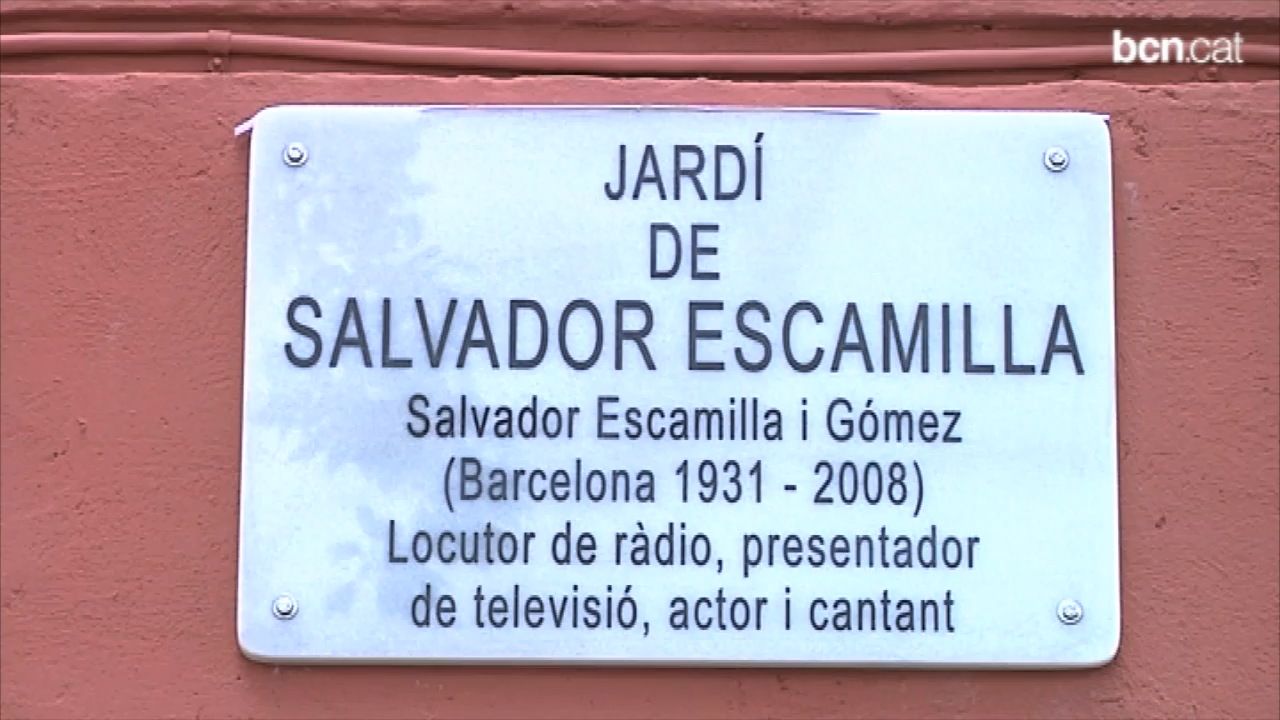 bcn.cat
JARDÍ
DE
SALVADOR ESCAMILLA
Salvador Escamilla i Gómez
(Barcelona 1931 - 2008)
Locutor de ràdio, presentador
de televisió, actor i cantant